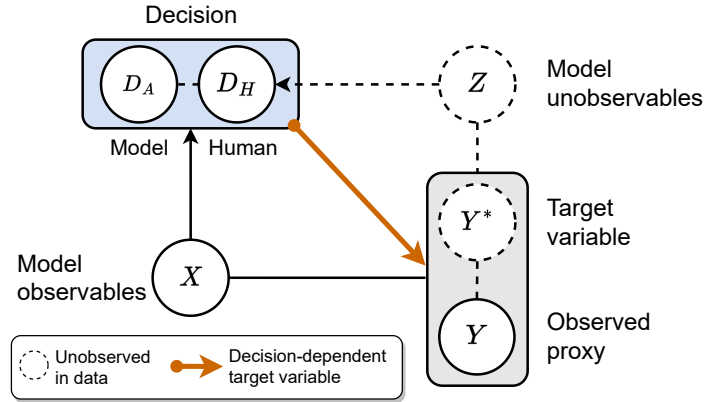 Decision
D_A
D_H
Model
Human
Z
Model
unobservables
Y*
Target
variable
Model
observables
X
Y
Observed
proxy
Unobserved
in data
Decision-dependent
target variable